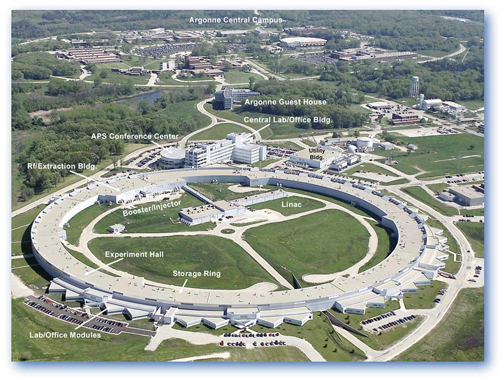 Argonne Central Campus
Argonne Guest House
Central Lab/Office Bldg.
APS Conference Center
Utility
Bldg.
Rf/Extraction Bldg.
Booster/Injector
Linac
Experiment Hall
Storage Ring
Lab/Office Modules